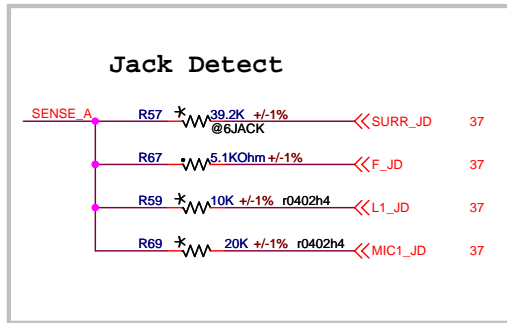 Jack Detect
SENSE_A
R57 * 39.2K +/-1% SURR_JD 37
@6JACK
R67 5.1KOhm +/-1% F_JD 37
R59 * 10K +/-1% r0402h4 L1_JD 37
R69 * 20K +/-1% r0402h4 MIC1_JD 37